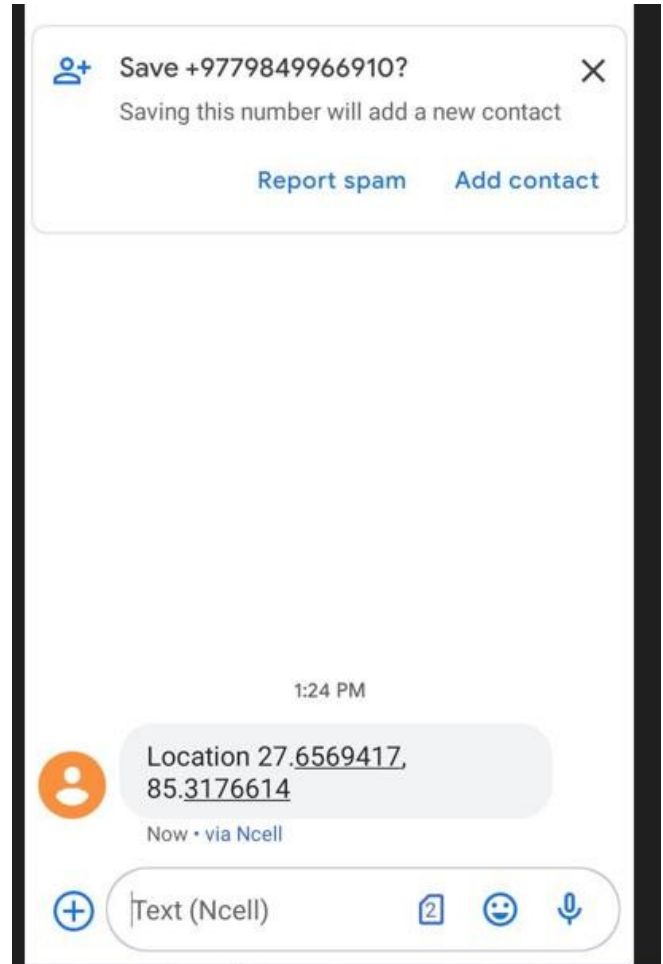 Save +9779849966910?
Saving this number will add a new contact
Report spam Add contact
1:24 PM
Location 27.6569417,
85.3176614
Now • via Ncell
Text (Ncell) 2